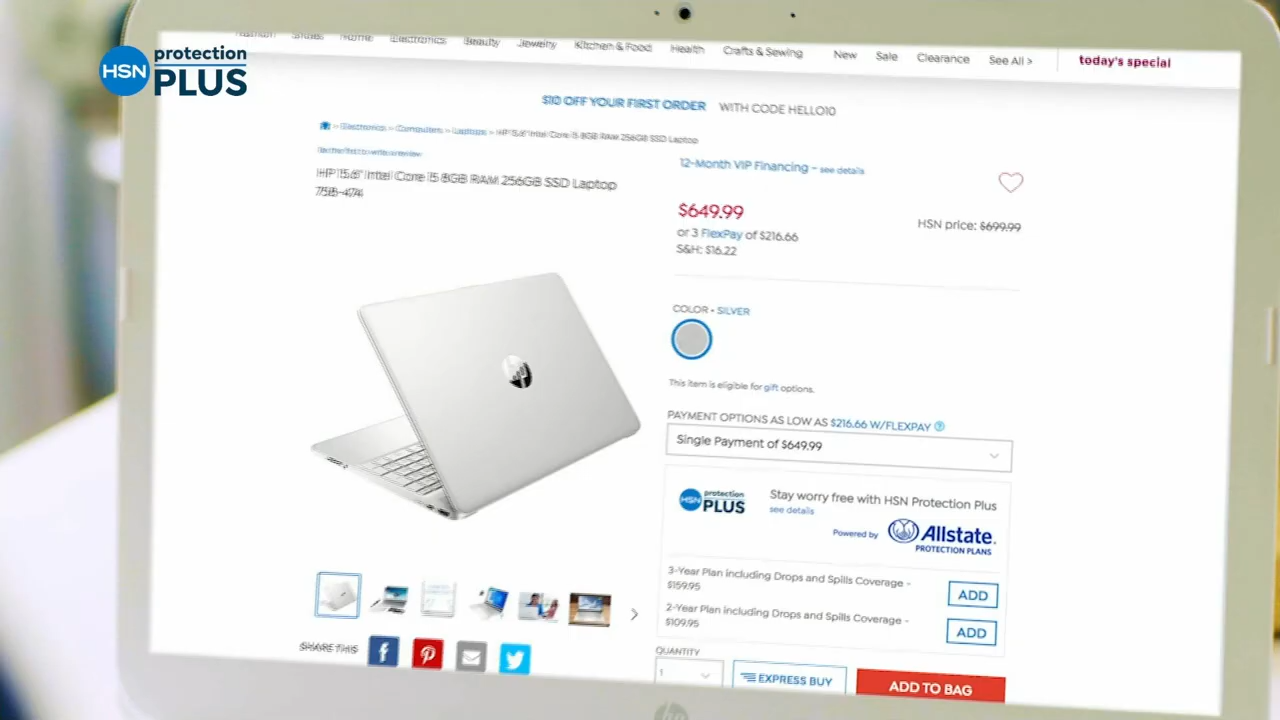 HSN protection PLUS
Fashion Shoes Home Electronics Beauty Jewelry Kitchen & Food Health Crafts & Sewing New Sale Clearance See All > today's special
$10 OFF YOUR FIRST ORDER WITH CODE HELLO10
> Electronics > Computers > Laptops > HP 15.6" Intel Core i5 8GB RAM 256GB SSD Laptop
Be the first to write a review
HP 15.6" Intel Core i5 8GB RAM 256GB SSD Laptop
758-474
12-Month VIP Financing - see details
$649.99
HSN price: $699.99
or 3 FlexPay of $216.66
S&H: $16.22
COLOR • SILVER
This item is eligible for gift options.
PAYMENT OPTIONS AS LOW AS $216.66 W/FLEXPAY ?
Single Payment of $649.99
HSN protection PLUS
Stay worry free with HSN Protection Plus
see details
Powered by Allstate.
PROTECTION PLANS
3-Year Plan including Drops and Spills Coverage -
$159.95
ADD
2-Year Plan including Drops and Spills Coverage -
$109.95
ADD
SHARE THIS
QUANTITY
1
EXPRESS BUY
ADD TO BAG
hp